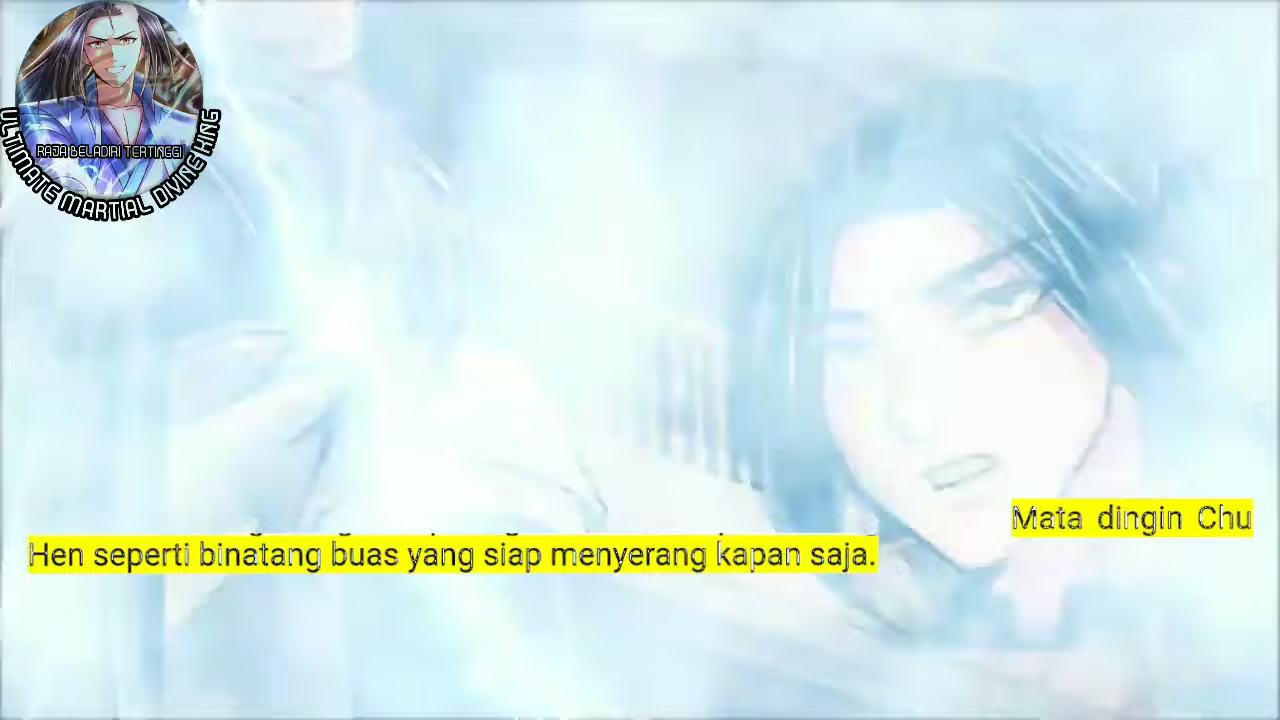 RAJA BELADIRI TERTINGGI
ULTIMATE MARTIAL DIVINE KING
Mata dingin Chu
Hen seperti binatang buas yang siap menyerang kapan saja.